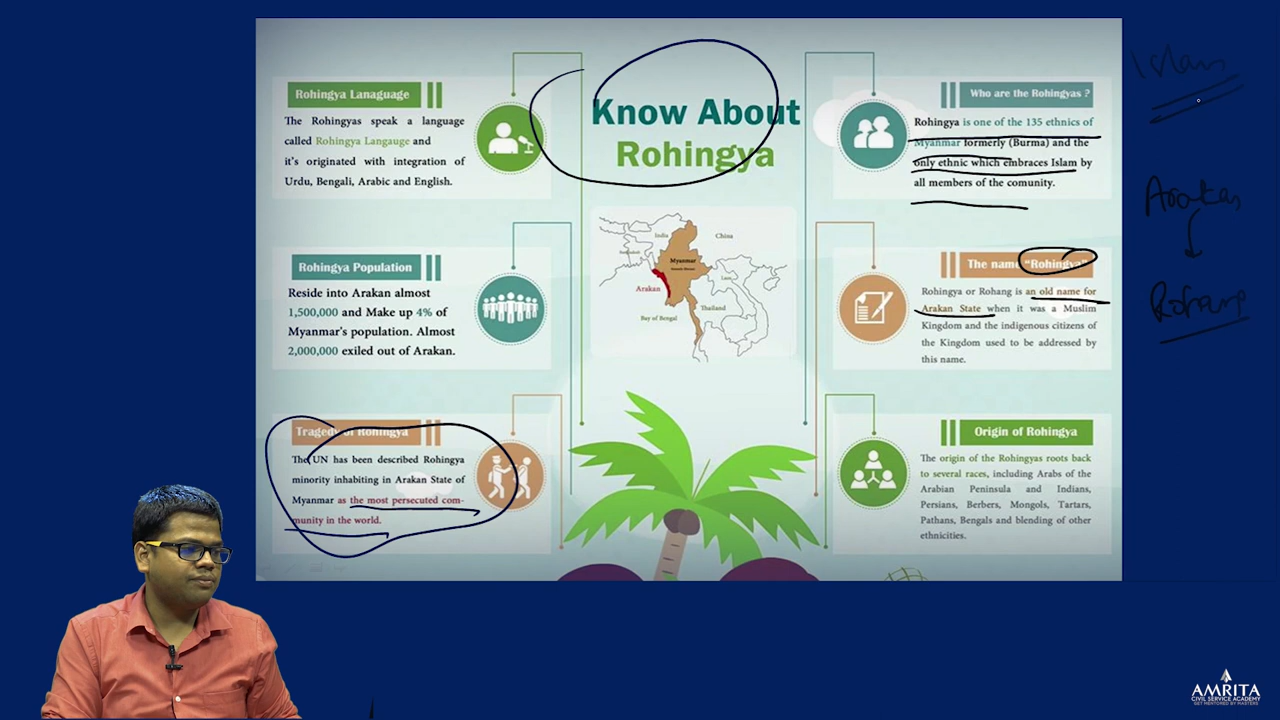 Know About
Rohingya
Rohingya Lanaguage
The Rohingyas speak a language
called Rohingya Langauge and
it's originated with integration of
Urdu, Bengali, Arabic and English.
Rohingya Population
Reside into Arakan almost
1,500,000 and Make up 4% of
Myanmar's population. Almost
2,000,000 exiled out of Arakan.
Tragedy of Rohingya
The UN has been described Rohingya
minority inhabiting in Arakan State of
Myanmar as the most persecuted com-
munity in the world.
India
China
Myanmar
Laos
Arakan
Thailand
Bay of Bengal
Who are the Rohingyas ?
Rohingya is one of the 135 ethnics of
Myanmar formerly (Burma) and the
only ethnic which embraces Islam by
all members of the comunity.
The name "Rohingya"
Rohingya or Rohang is an old name for
Arakan State when it was a Muslim
Kingdom and the indigenous citizens of
the Kingdom used to be addressed by
this name.
Origin of Rohingya
The origin of the Rohingyas roots back
to several races, including Arabs of the
Arabian Peninsula and Indians,
Persians, Berbers, Mongols, Tartars,
Pathans, Bengals and blending of other
ethnicities.
Islam
Arakan
Rohang
AMRITA
CIVIL SERVICE ACADEMY
GET MENTORED BY MASTERS